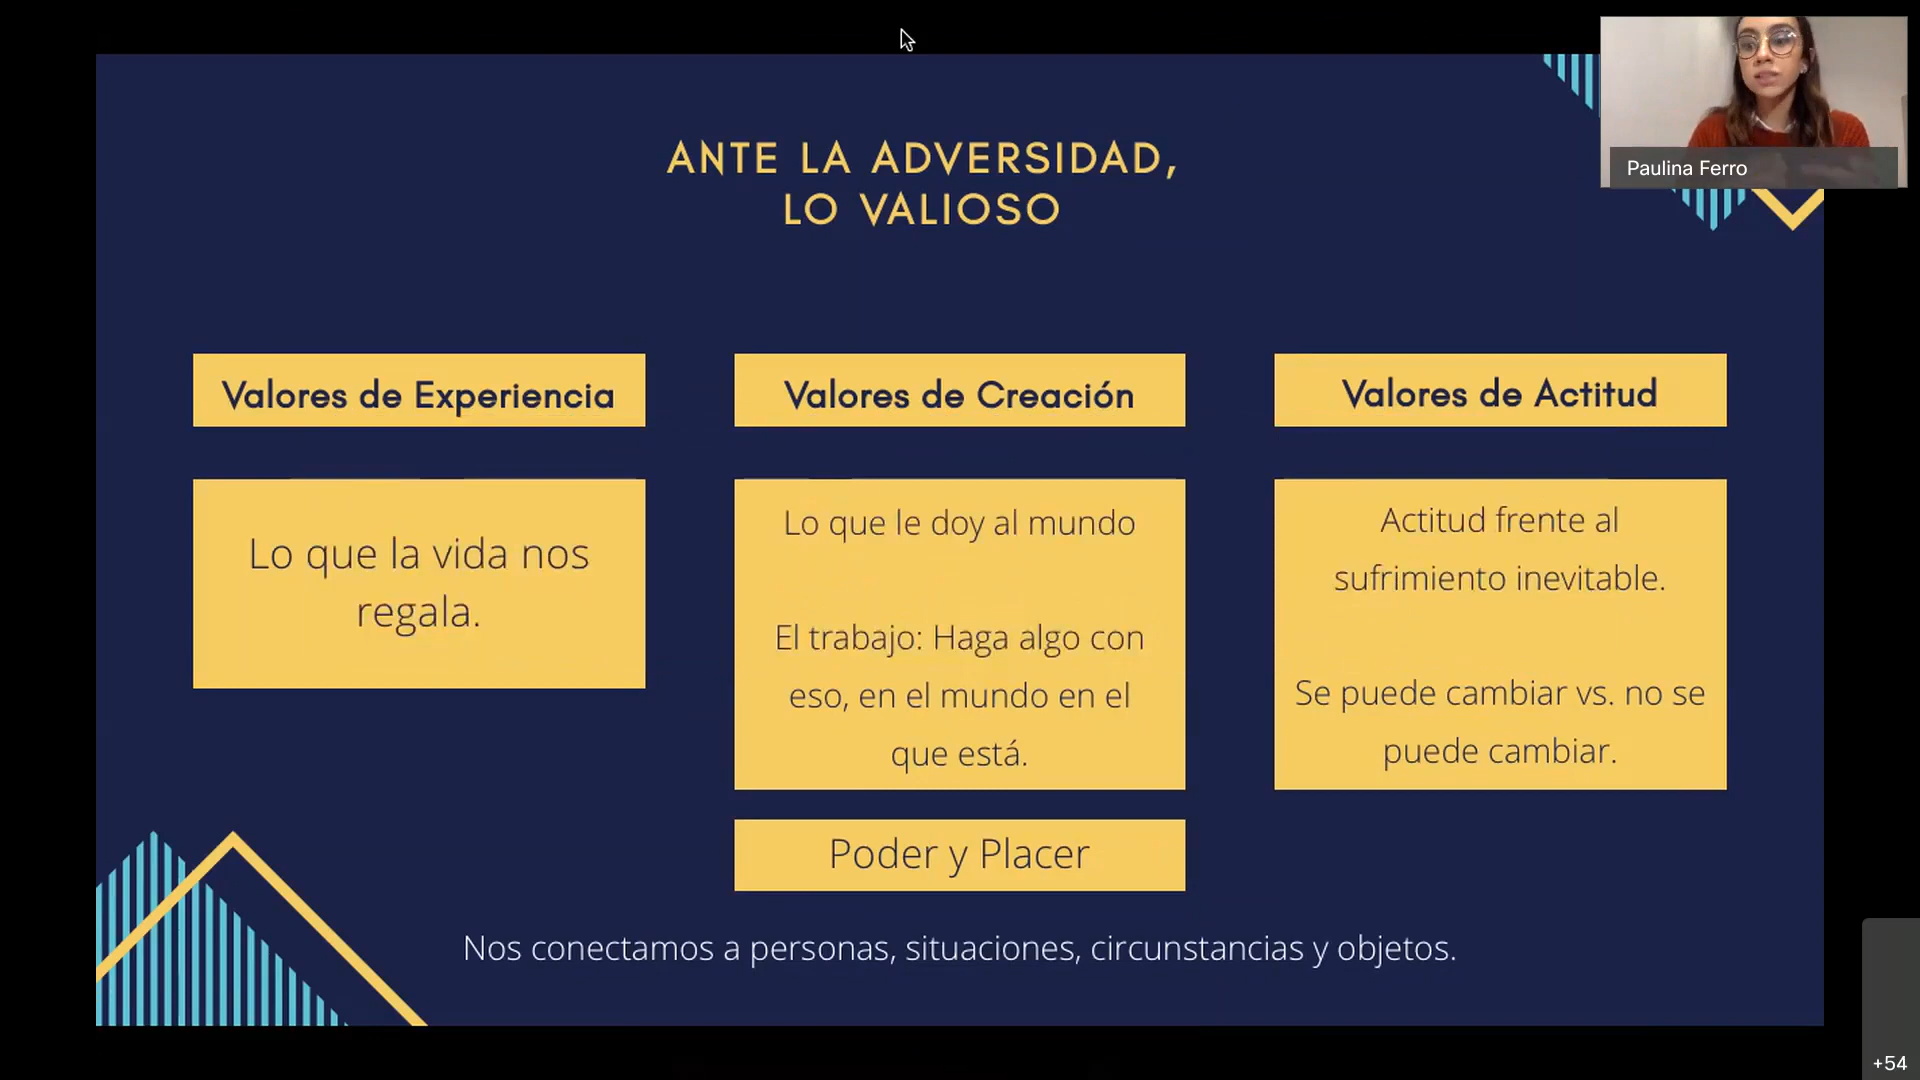 ANTE LA ADVERSIDAD,
LO VALIOSO
Paulina Ferro
Valores de Experiencia
Lo que la vida nos
regala.
Valores de Creación
Lo que le doy al mundo
El trabajo: Haga algo con
eso, en el mundo en el
que está.
Poder y Placer
Valores de Actitud
Actitud frente al
sufrimiento inevitable.
Se puede cambiar vs. no se
puede cambiar.
Nos conectamos a personas, situaciones, circunstancias y objetos.
+54